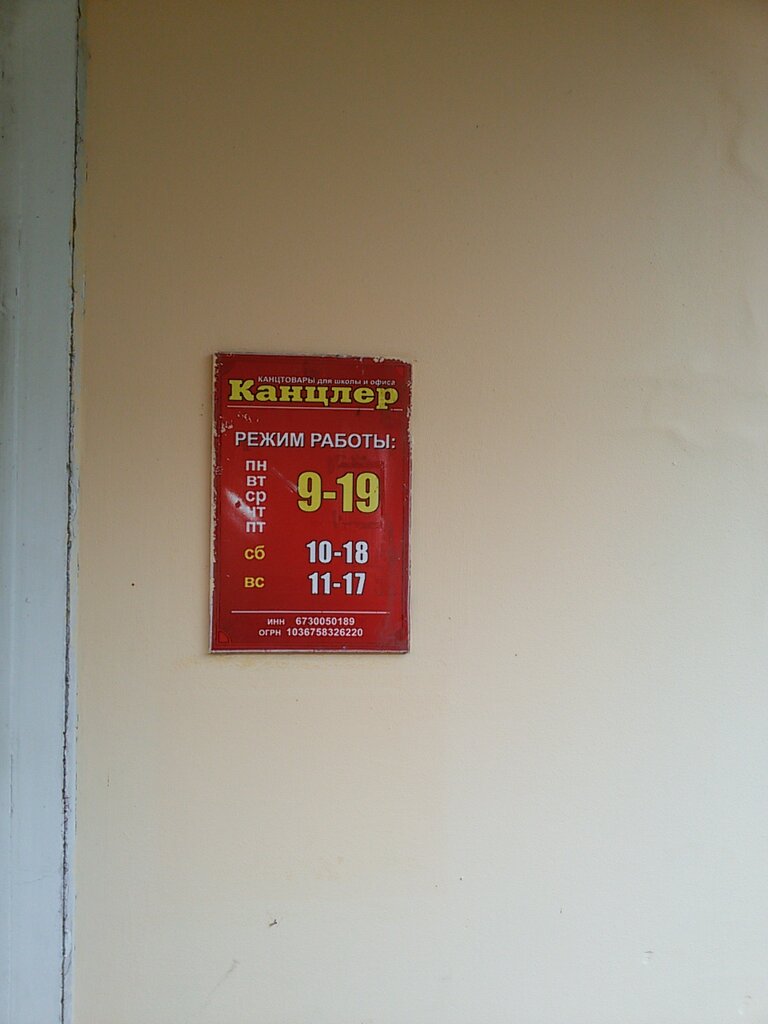 КАНЦТОВАРЫ для школы и офиса
Канцлер
РЕЖИМ РАБОТЫ:
пн
вт
ср
чт
пт
9-19
сб 10-18
вс 11-17
ИНН 6730050189
ОГРН 1036758326220